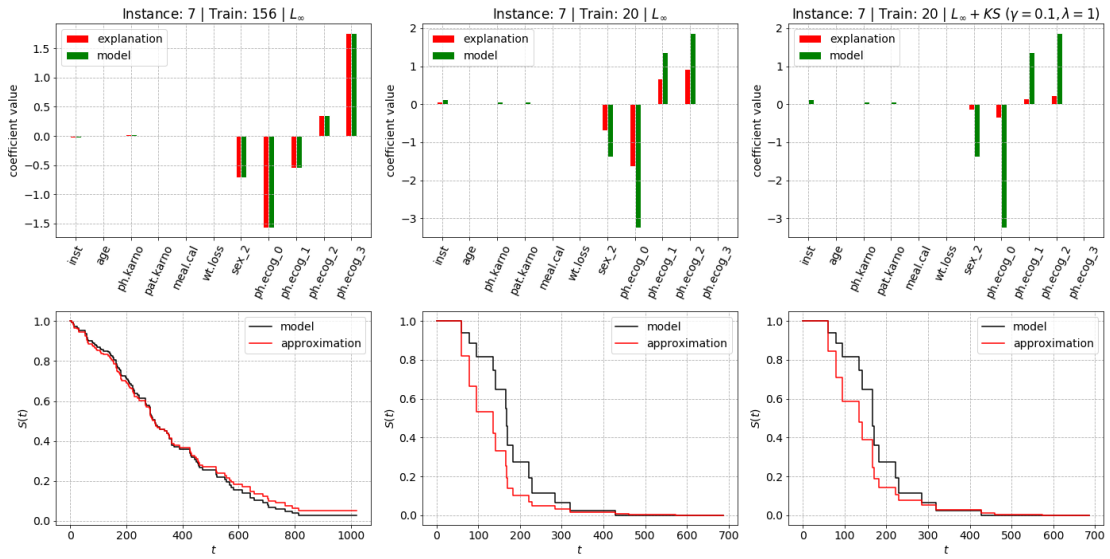 Instance: 7 | Train: 156 | L∞
explanation
model
coefficient value
1.5
1.0
0.5
0.0
−0.5
−1.0
−1.5
inst
age
ph.karno
pat.karno
meal.cal
wt.loss
sex_2
ph.ecog_0
ph.ecog_1
ph.ecog_2
ph.ecog_3
Instance: 7 | Train: 20 | L∞
explanation
model
coefficient value
2
1
0
−1
−2
−3
inst
age
ph.karno
pat.karno
meal.cal
wt.loss
sex_2
ph.ecog_0
ph.ecog_1
ph.ecog_2
ph.ecog_3
Instance: 7 | Train: 20 | L∞ + KS (γ = 0.1, λ = 1)
explanation
model
coefficient value
2
1
0
−1
−2
−3
inst
age
ph.karno
pat.karno
meal.cal
wt.loss
sex_2
ph.ecog_0
ph.ecog_1
ph.ecog_2
ph.ecog_3
model
approximation
S(t)
1.0
0.8
0.6
0.4
0.2
0.0
0 200 400 600 800 1000
t
model
approximation
S(t)
1.0
0.8
0.6
0.4
0.2
0.0
0 100 200 300 400 500 600 700
t
model
approximation
S(t)
1.0
0.8
0.6
0.4
0.2
0.0
0 100 200 300 400 500 600 700
t